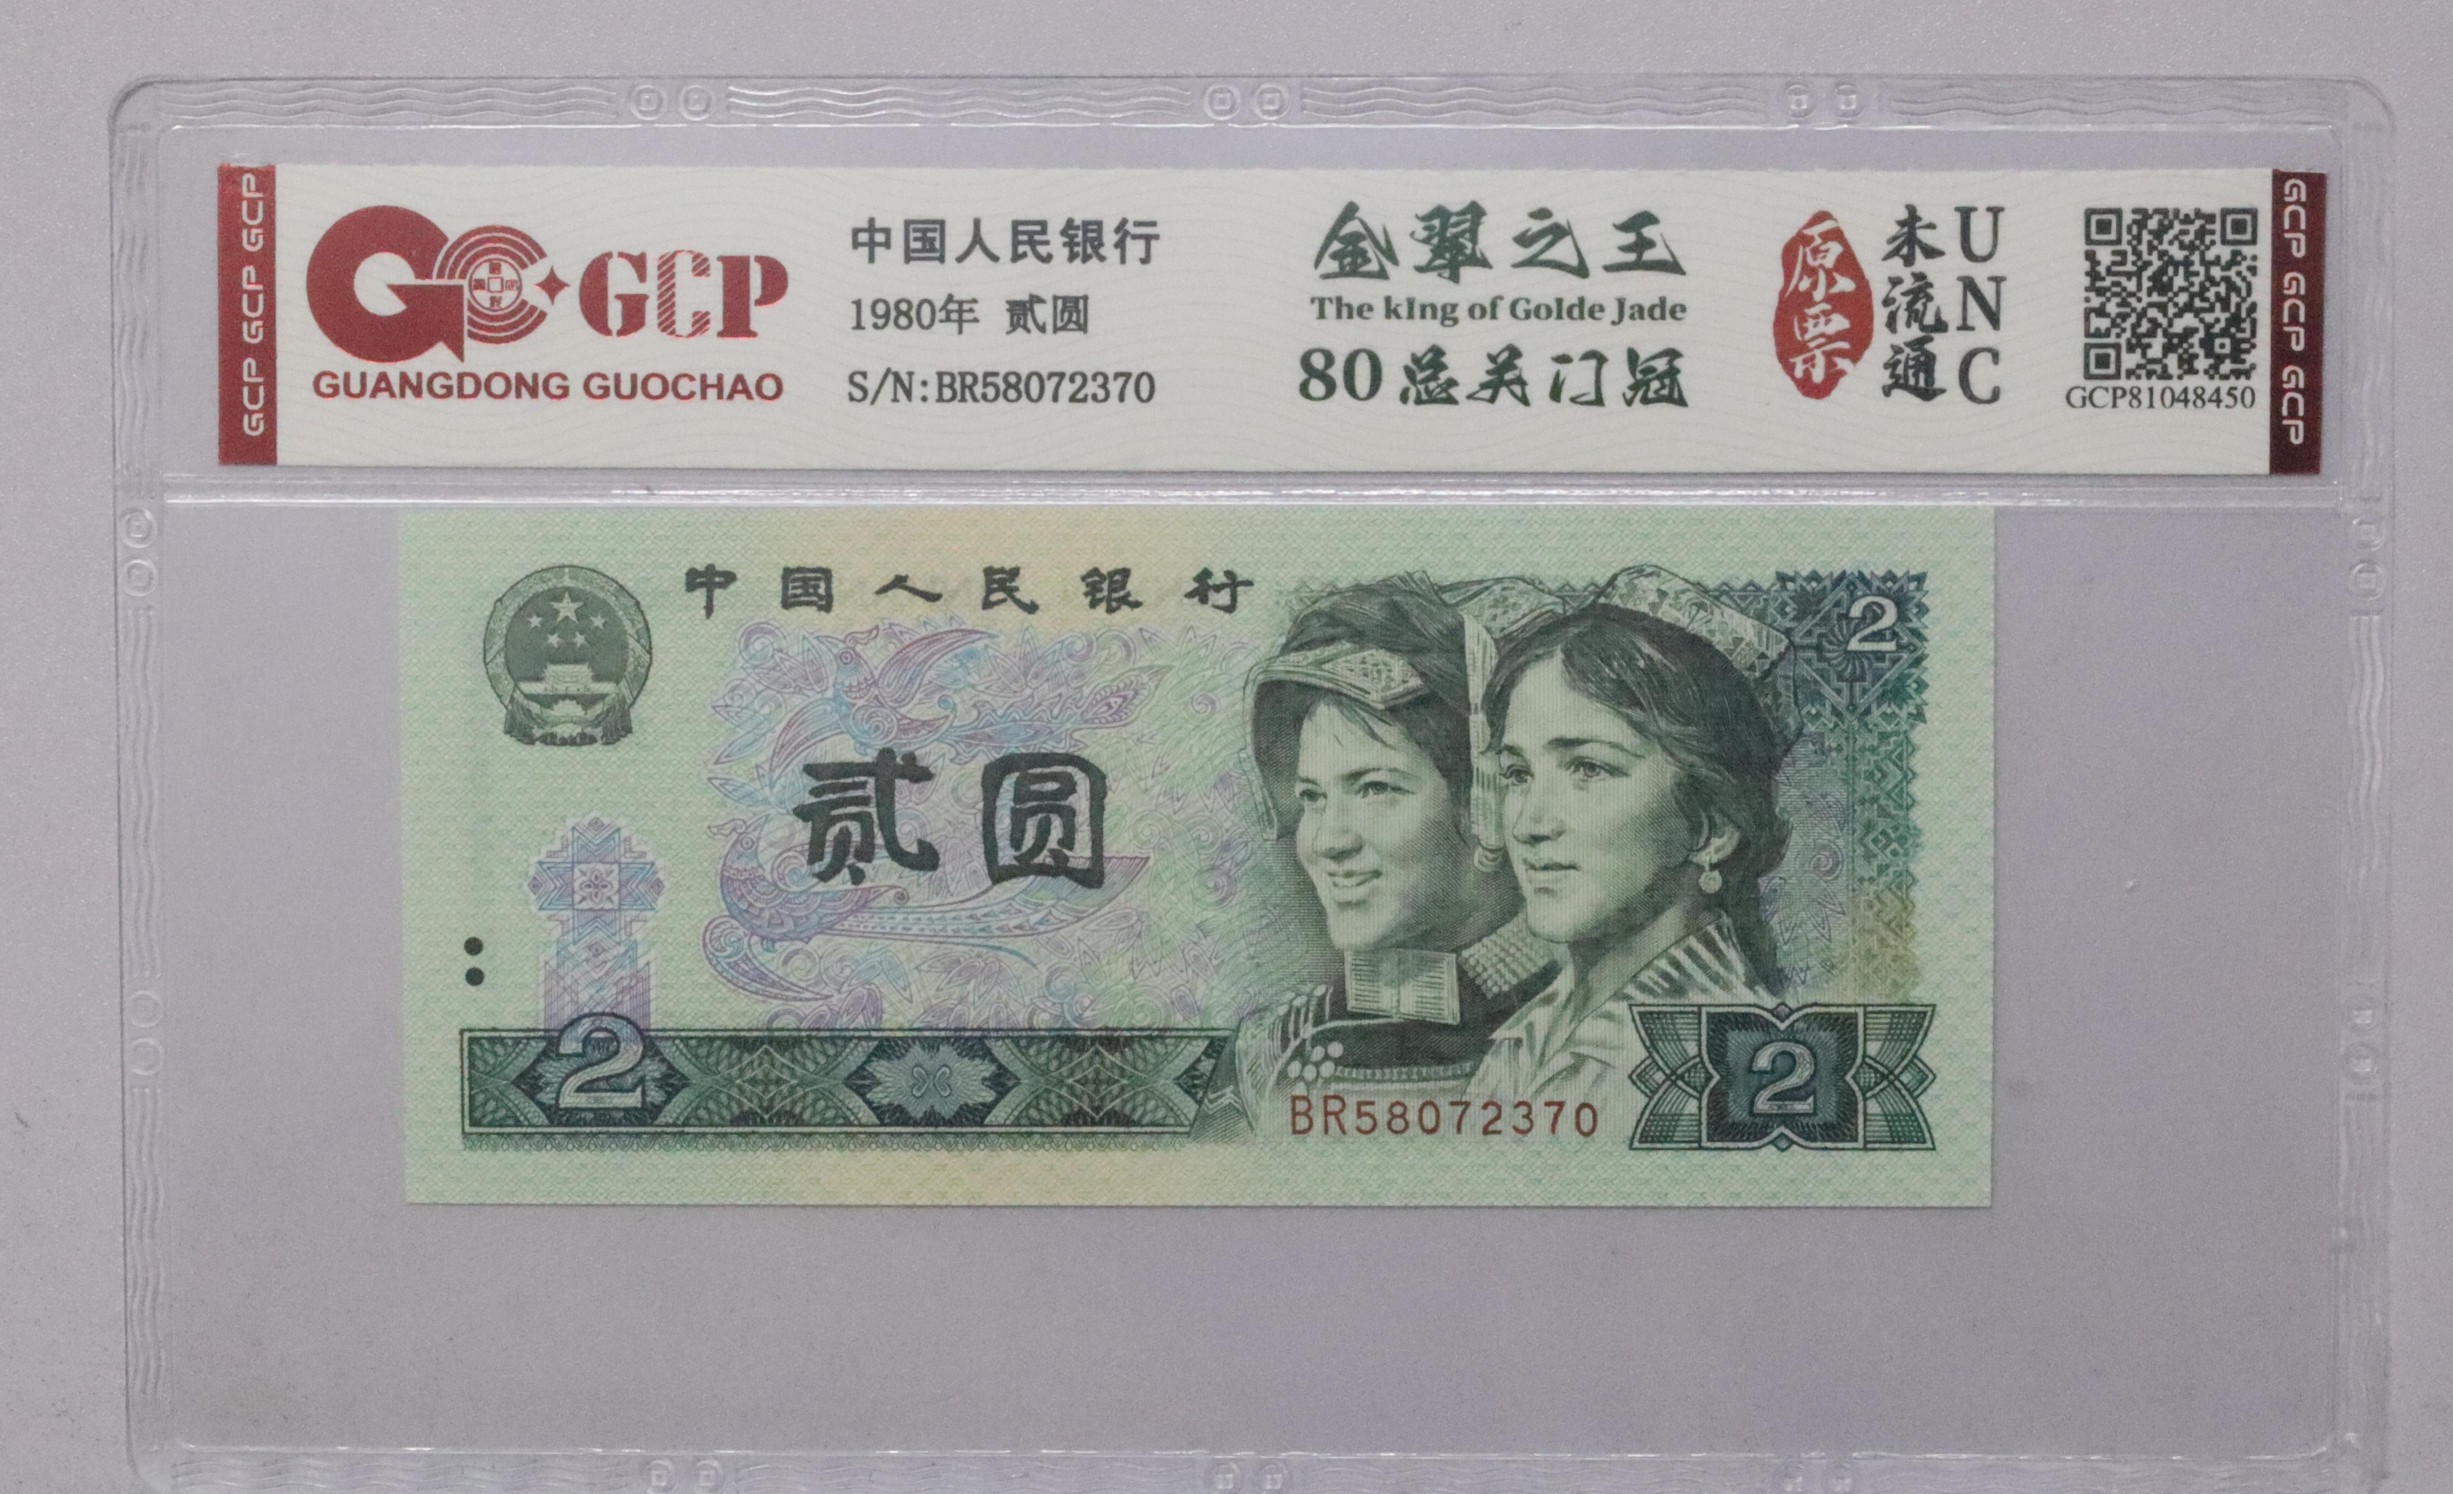 GCP GCP GCP
GC GCP
GUANGDONG GUOCHAO
中国人民银行
1980年 贰圆
S/N:BR58072370
金翠之王
The kIng of Golde Jade
80总关门冠
原票
未流通
UNC
GCP81048450
GCP GCP GCP
中国人民银行
2
贰圆
2
BR58072370
2